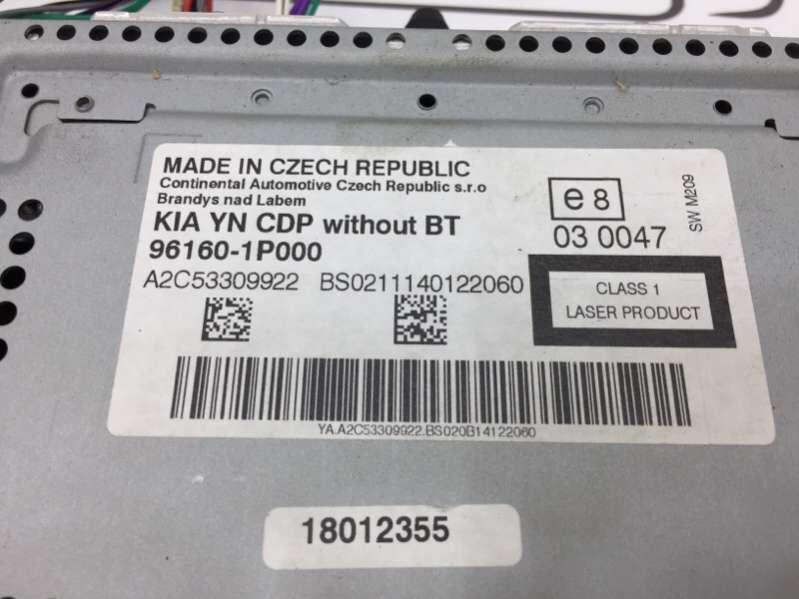 MADE IN CZECH REPUBLIC
Continental Automotive Czech Republic s.r.o
Brandys nad Labem
KIA YN CDP without BT
96160-1P000
A2C53309922 BS0211140122060
e8
03 0047
SW M209
CLASS 1
LASER PRODUCT
YA.A2C53309922.BS020B14122060
18012355